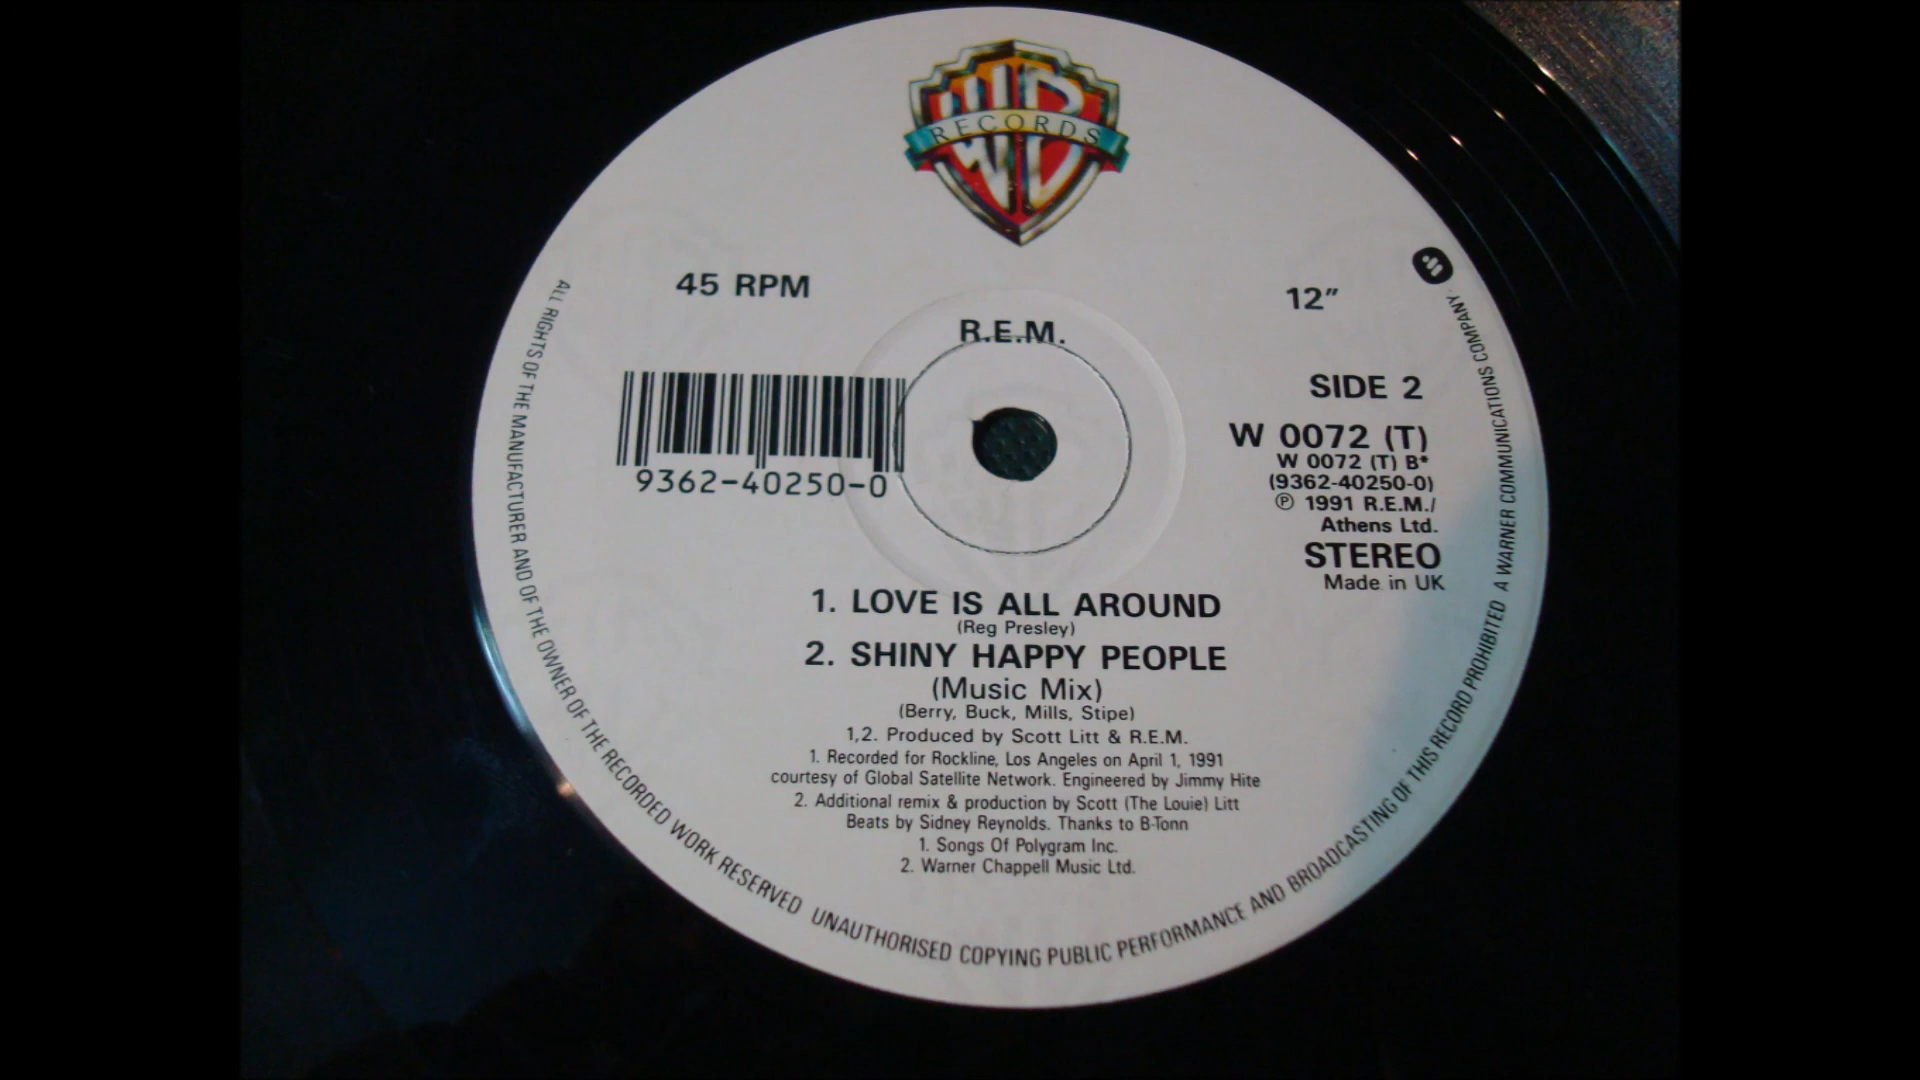 WB
RECORDS
45 RPM
12″
R.E.M.
9362-40250-0
SIDE 2
W 0072 (T)
W 0072 (T) B*
(9362-40250-0)
℗ 1991 R.E.M./
Athens Ltd.
STEREO
Made in UK
1. LOVE IS ALL AROUND
(Reg Presley)
2. SHINY HAPPY PEOPLE
(Music Mix)
(Berry, Buck, Mills, Stipe)
1,2. Produced by Scott Litt & R.E.M.
1. Recorded for Rockline, Los Angeles on April 1, 1991
courtesy of Global Satellite Network. Engineered by Jimmy Hite
2. Additional remix & production by Scott (The Louie) Litt
Beats by Sidney Reynolds. Thanks to B-Tonn
1. Songs Of Polygram Inc.
2. Warner Chappell Music Ltd.
ALL RIGHTS OF THE MANUFACTURER AND OF THE OWNER OF THE RECORDED WORK RESERVED UNAUTHORISED COPYING PUBLIC PERFORMANCE AND BROADCASTING OF THIS RECORD PROHIBITED A WARNER COMMUNICATIONS COMPANY.